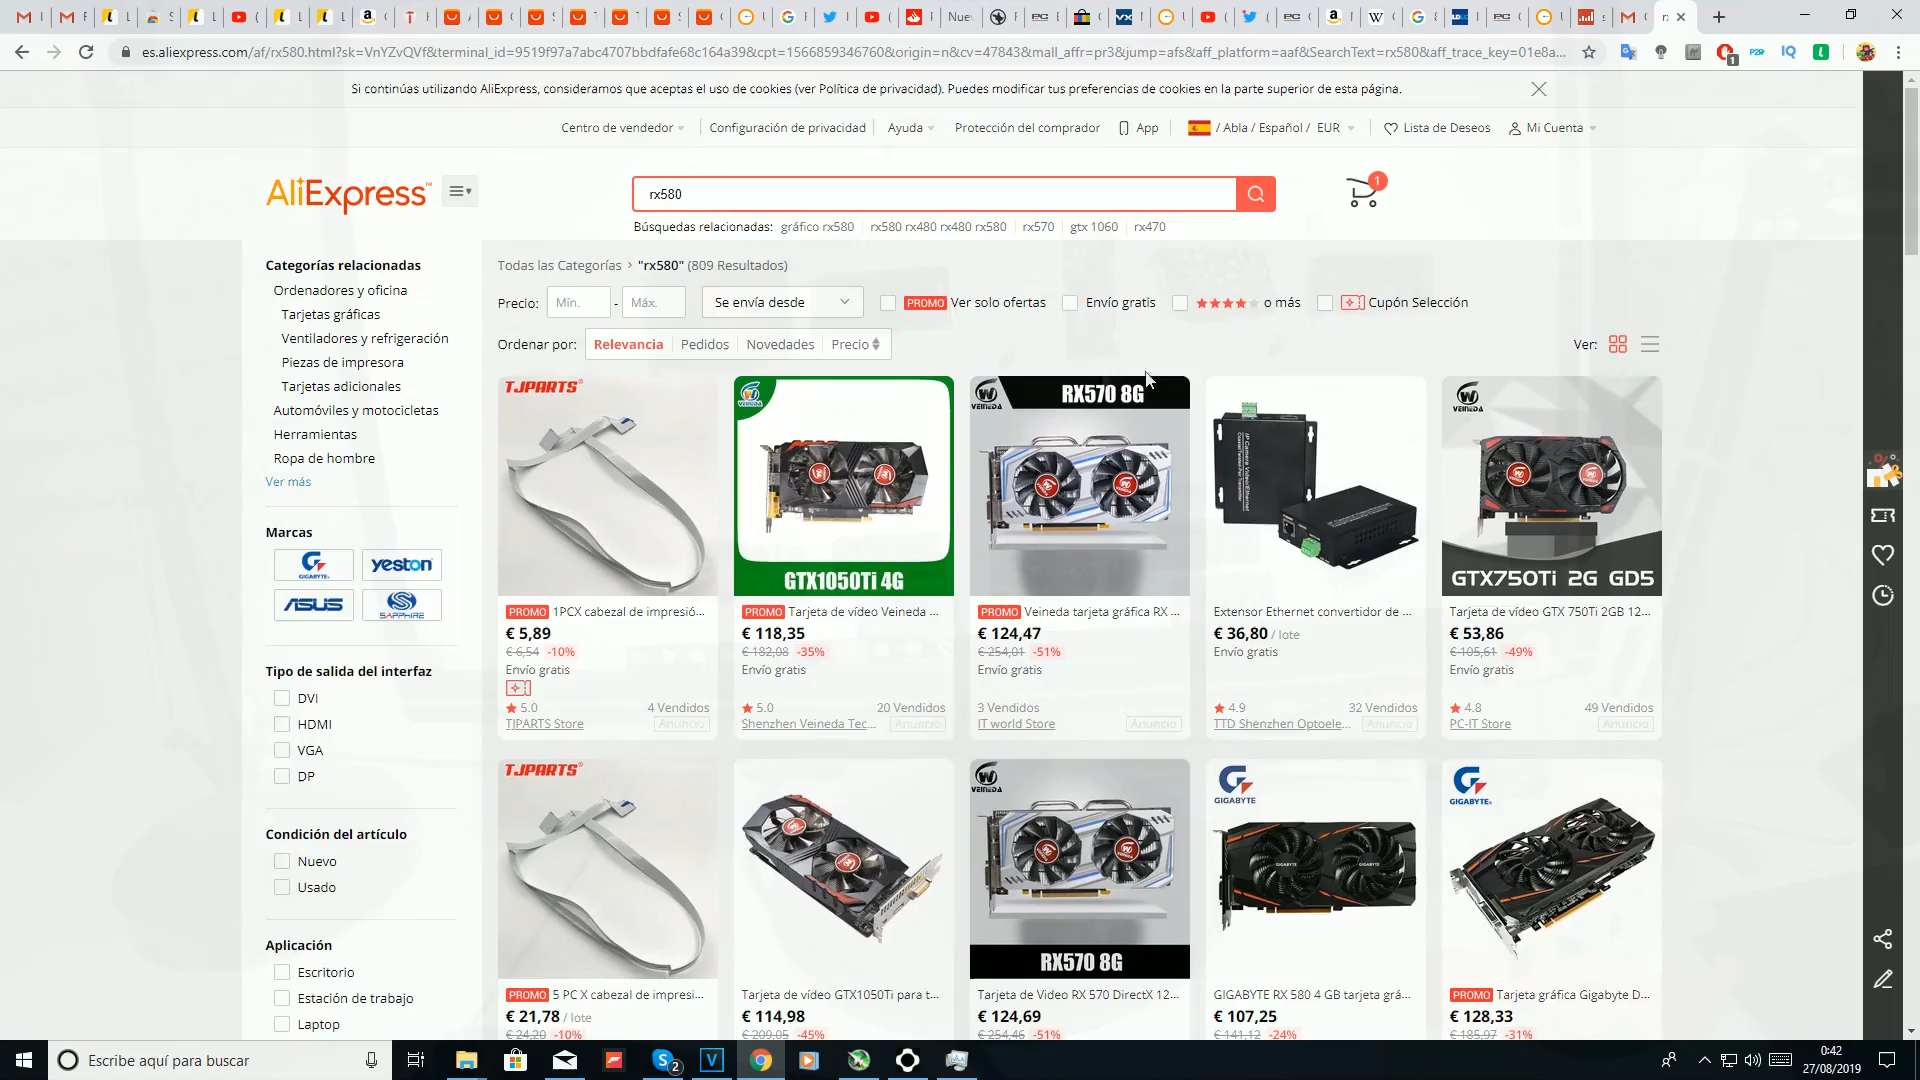 es.aliexpress.com/af/rx580.html?sk=VnYZvQVf&terminal_id=9519f97a7abc4707bbdfafe68c164a39&cpt=1566859346760&origin=n&cv=47843&mall_affr=pr3&jump=afs&aff_platform=aaf&SearchText=rx580&aff_trace_key=01e8a...
Si continúas utilizando AliExpress, consideramos que aceptas el uso de cookies (ver Política de privacidad). Puedes modificar tus preferencias de cookies en la parte superior de esta página.
Centro de vendedor Configuración de privacidad Ayuda Protección del comprador App / Abla / Español / EUR Lista de Deseos Mi Cuenta
AliExpress™ rx580 1
Búsquedas relacionadas: gráfico rx580 rx580 rx480 rx480 rx580 rx570 gtx 1060 rx470
Categorías relacionadas
Ordenadores y oficina
Tarjetas gráficas
Ventiladores y refrigeración
Piezas de impresora
Tarjetas adicionales
Automóviles y motocicletas
Herramientas
Ropa de hombre
Ver más
Marcas
GIGABYTE yeston
ASUS SAPPHIRE
Tipo de salida del interfaz
DVI
HDMI
VGA
DP
Condición del artículo
Nuevo
Usado
Aplicación
Escritorio
Estación de trabajo
Laptop
Todas las Categorías > "rx580" (809 Resultados)
Precio: Mín. - Máx. Se envía desde PROMO Ver solo ofertas Envío gratis o más Cupón Selección
Ordenar por: Relevancia Pedidos Novedades Precio Ver:
TJPARTS®
PROMO 1PCX cabezal de impresió...
€ 5,89
€ 6,54 -10%
Envío gratis
5.0 4 Vendidos
TJPARTS Store Anuncio
VEINEDA
GTX1050Ti 4G
PROMO Tarjeta de vídeo Veineda ...
€ 118,35
€ 182,08 -35%
Envío gratis
5.0 20 Vendidos
Shenzhen Veineda Tec... Anuncio
VEINEDA RX570 8G
PROMO Veineda tarjeta gráfica RX ...
€ 124,47
€ 254,01 -51%
Envío gratis
3 Vendidos
IT world Store Anuncio
IP Camera Video/Ethernet
Extensor Ethernet convertidor de ...
€ 36,80 / lote
Envío gratis
4.9 32 Vendidos
TTD Shenzhen Optoele... Anuncio
VEINEDA
GTX750Ti 2G GD5
Tarjeta de vídeo GTX 750Ti 2GB 12...
€ 53,86
€ 105,61 -49%
Envío gratis
4.8 49 Vendidos
PC-IT Store Anuncio
TJPARTS®
PROMO 5 PC X cabezal de impresi...
€ 21,78 / lote
€ 24,20 -10%
Tarjeta de vídeo GTX1050Ti para t...
€ 114,98
€ 209,05 -45%
VEINEDA
RX570 8G
Tarjeta de Video RX 570 DirectX 12...
€ 124,69
€ 254,46 -51%
GIGABYTE
GIGABYTE RX 580 4 GB tarjeta grá...
€ 107,25
€ 141,12 -24%
GIGABYTE
PROMO Tarjeta gráfica Gigabyte D...
€ 128,33
€ 185,97 -31%
Escribe aquí para buscar
0:42
27/08/2019